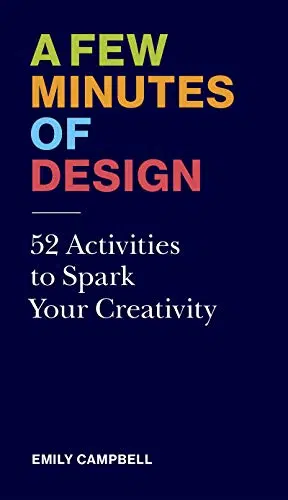 A FEW
MINUTES
OF
DESIGN
52 Activities
to Spark
Your Creativity
EMILY CAMPBELL